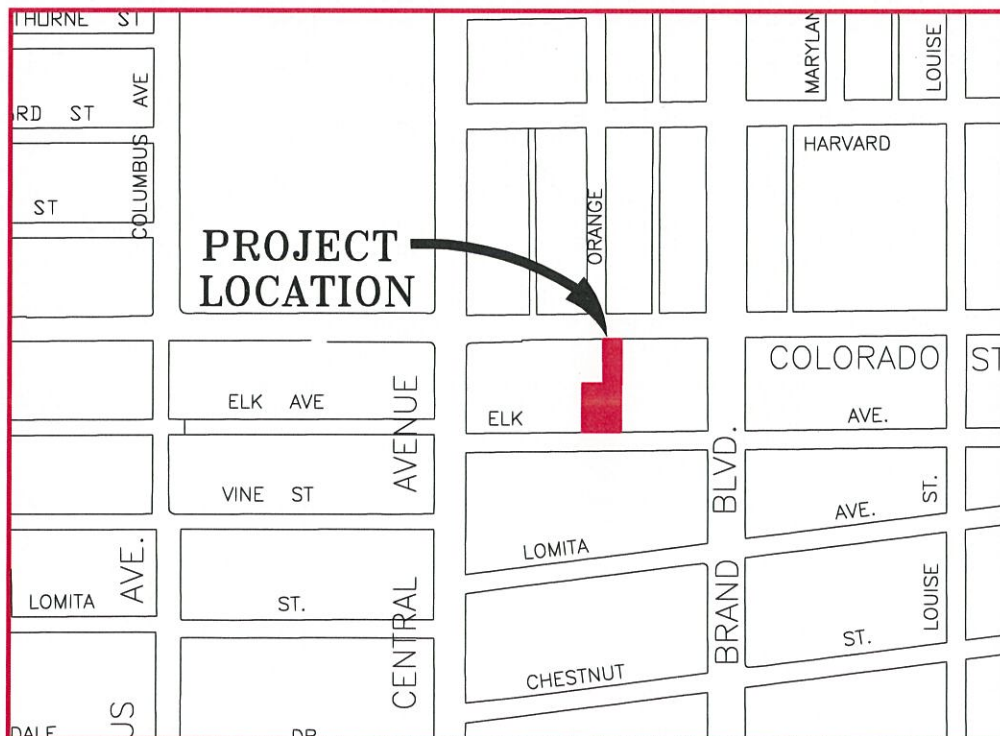 THORNE ST
MARYLAN
LOUISE
AVE
RD ST
COLUMBUS
HARVARD
ST
ORANGE
PROJECT
LOCATION
COLORADO ST
ELK AVE
AVENUE
ELK
AVE.
BLVD.
VINE ST
AVE.
ST.
LOMITA
AVE.
LOMITA
ST.
CENTRAL
BRAND
LOUISE
ST.
CHESTNUT
US
DALE
DR